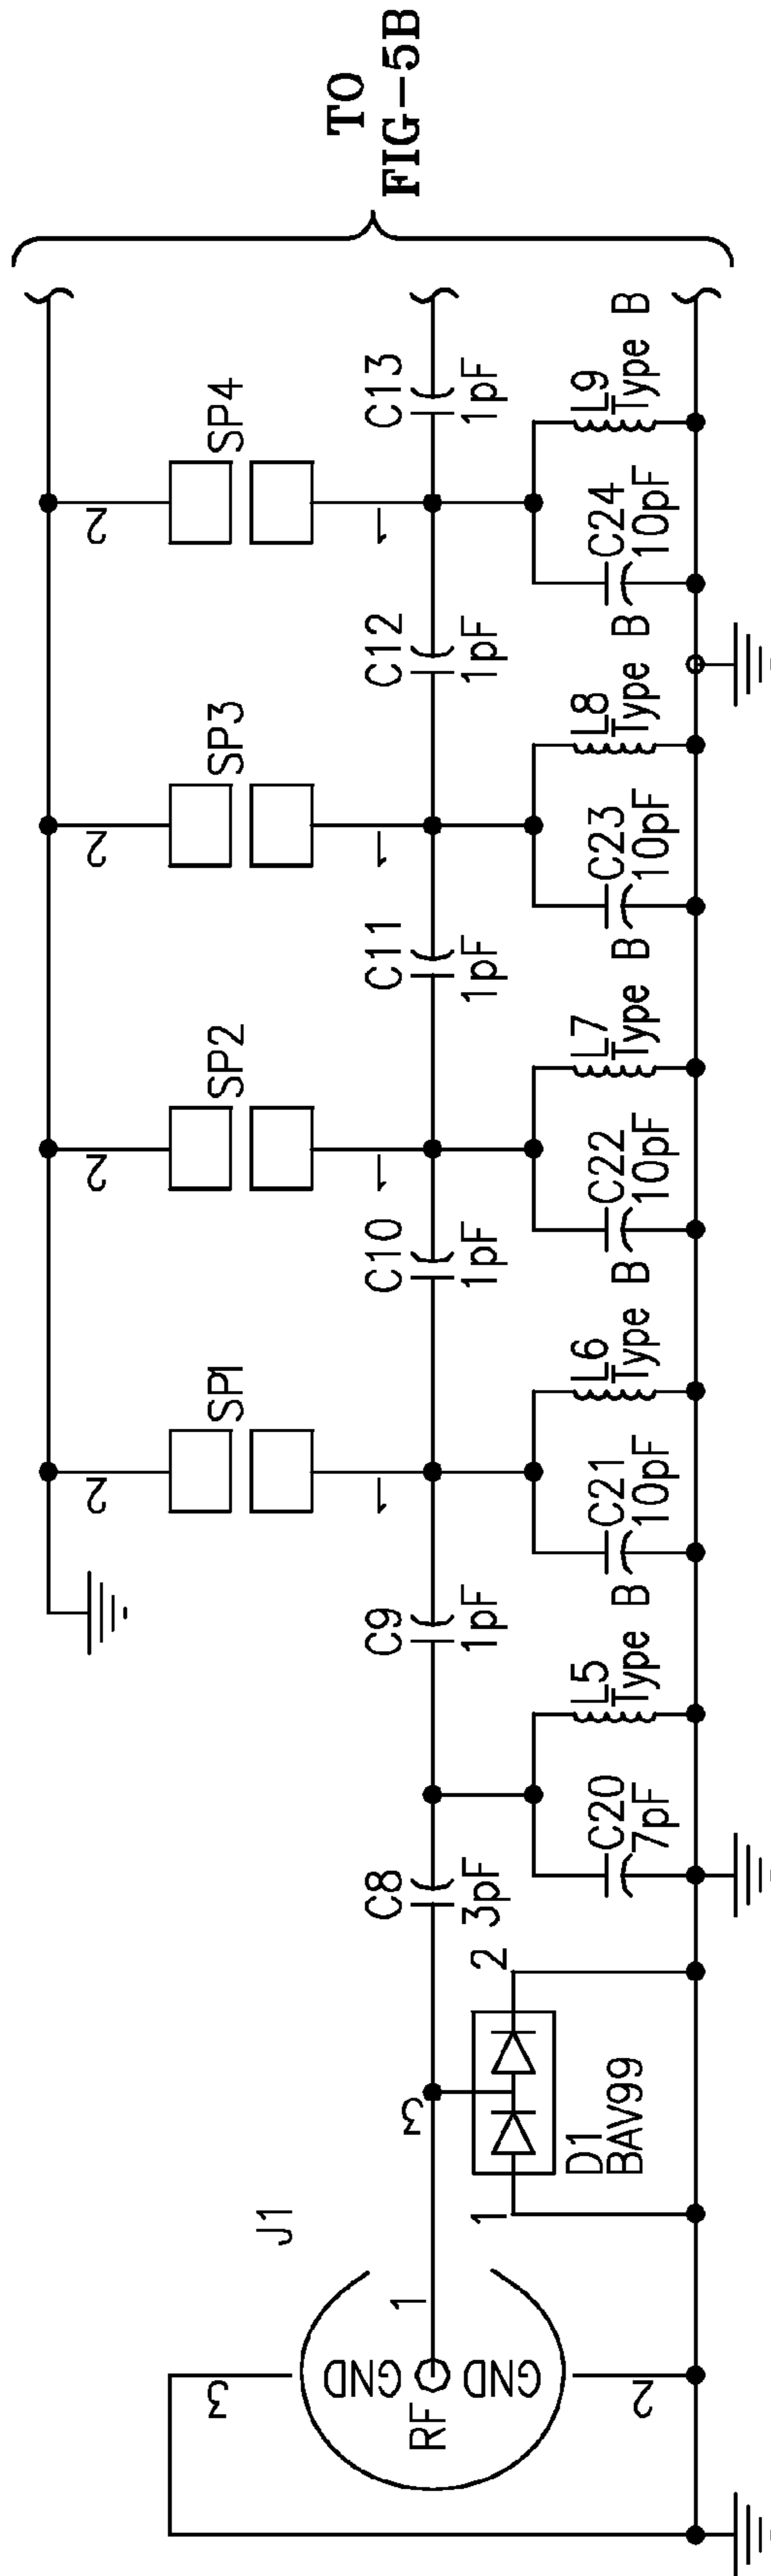 TO
FIG-5B
2
SP1
1
2
SP2
1
2
SP3
1
2
SP4
1
J1
3
GND
RF
GND
1
2
3
1
2
D1
BAV99
C8
3pF
C9
1pF
C10
1pF
C11
1pF
C12
1pF
C13
1pF
C20
7pF
L5
Type B
C21
10pF
L6
Type B
C22
10pF
L7
Type B
C23
10pF
L8
Type B
C24
10pF
L9
Type B